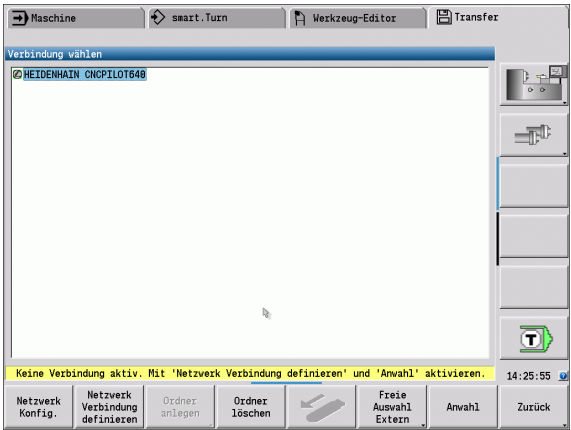 Maschine
smart.Turn
Werkzeug-Editor
Transfer
Verbindung wählen
HEIDENHAIN CNCPILOT640
T
Keine Verbindung aktiv. Mit 'Netzwerk Verbindung definieren' und 'Anwahl' aktivieren.
14:25:55
Netzwerk
Konfig.
Netzwerk
Verbindung
definieren
Ordner
anlegen
Ordner
löschen
Freie
Auswahl
Extern
Anwahl
Zurück